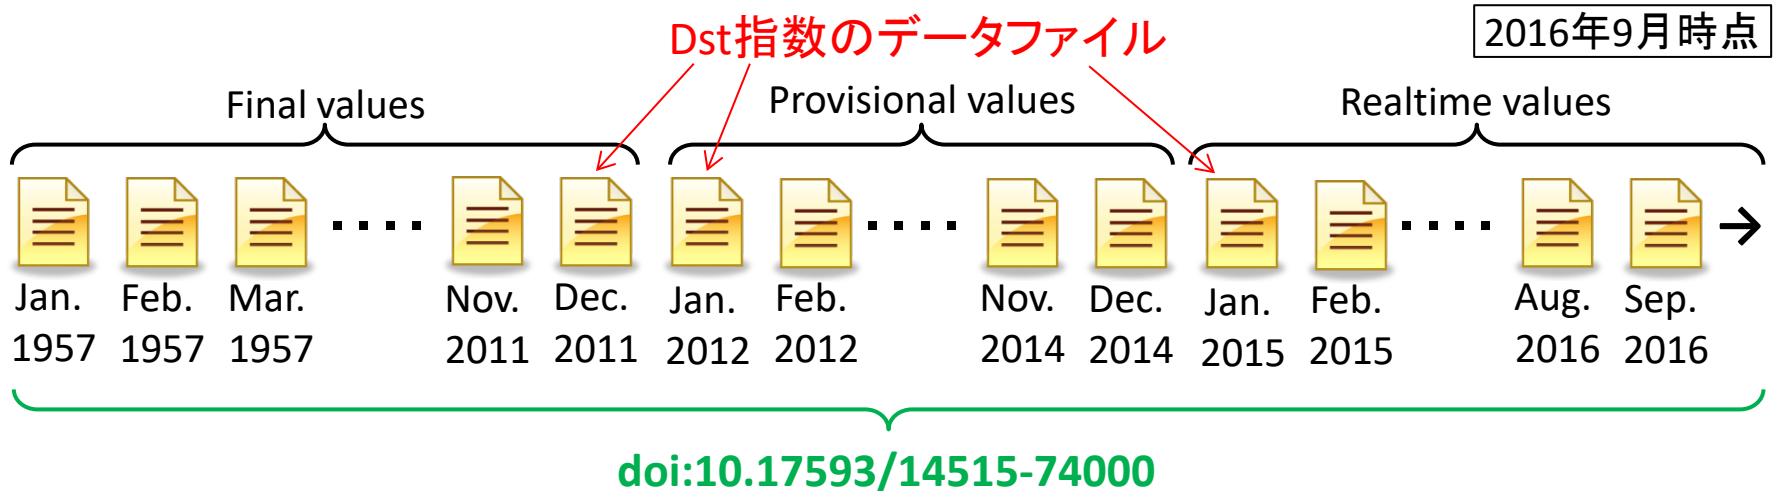 Dst指数のデータファイル
2016年9月時点
Final values
Provisional values
Realtime values
Jan. 1957
Feb. 1957
Mar. 1957
Nov. 2011
Dec. 2011
Jan. 2012
Feb. 2012
Nov. 2014
Dec. 2014
Jan. 2015
Feb. 2015
Aug. 2016
Sep. 2016
doi:10.17593/14515-74000